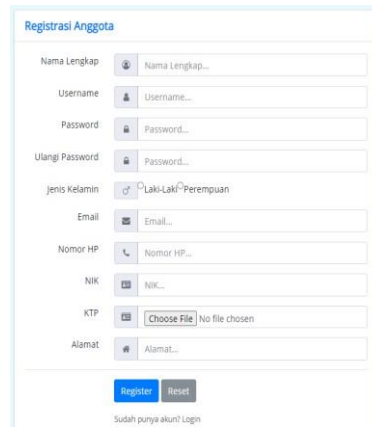 Registrasi Anggota
Nama Lengkap Nama Lengkap...
Username Username...
Password Password...
Ulangi Password Password...
Jenis Kelamin Laki-Laki Perempuan
Email Email...
Nomor HP Nomor HP...
NIK NIK...
KTP Choose File No file chosen
Alamat Alamat...
Register Reset
Sudah punya akun? Login